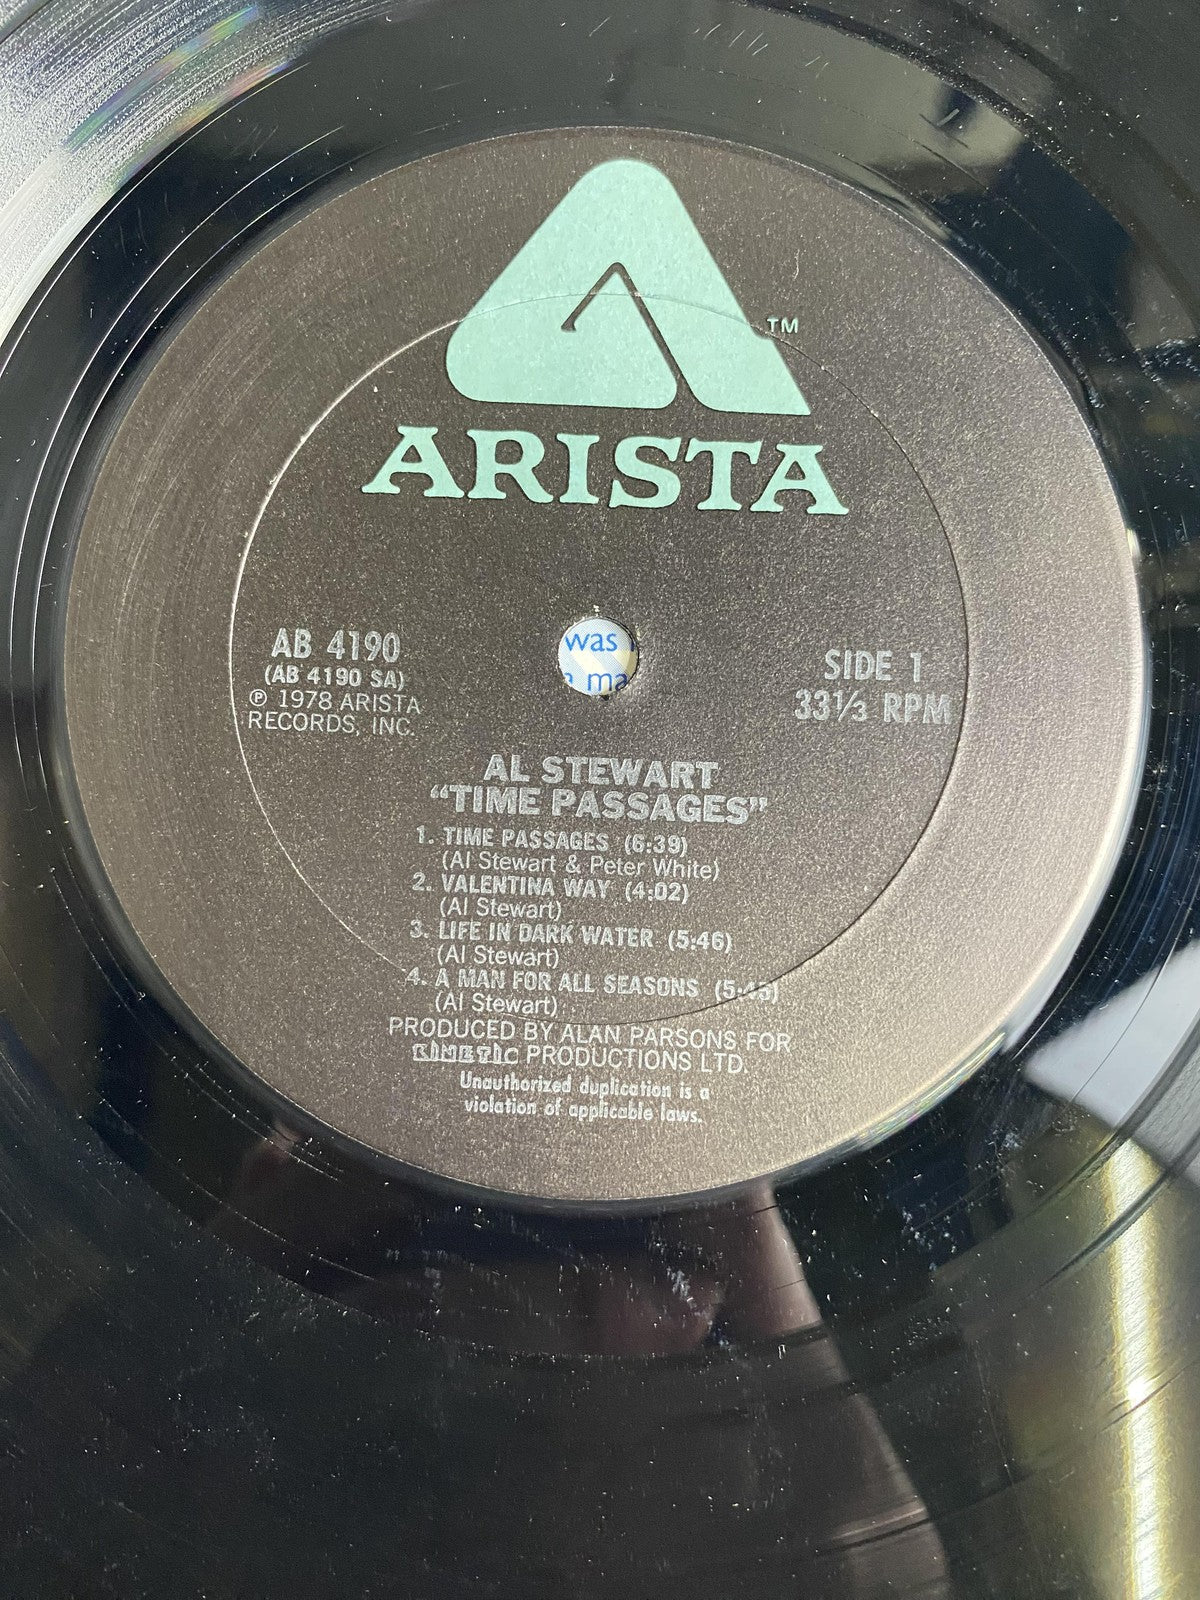 TM
ARISTA
was
ma
AB 4190
(AB 4190 SA)
℗ 1978 ARISTA
RECORDS, INC.
SIDE 1
33 1/3 RPM
AL STEWART
"TIME PASSAGES"
1. TIME PASSAGES (6:39)
(Al Stewart & Peter White)
2. VALENTINA WAY (4:02)
(Al Stewart)
3. LIFE IN DARK WATER (5:46)
(Al Stewart)
4. A MAN FOR ALL SEASONS
(Al Stewart)
PRODUCED BY ALAN PARSONS FOR
KINETIC PRODUCTIONS LTD.
Unauthorized duplication is a
violation of applicable laws.